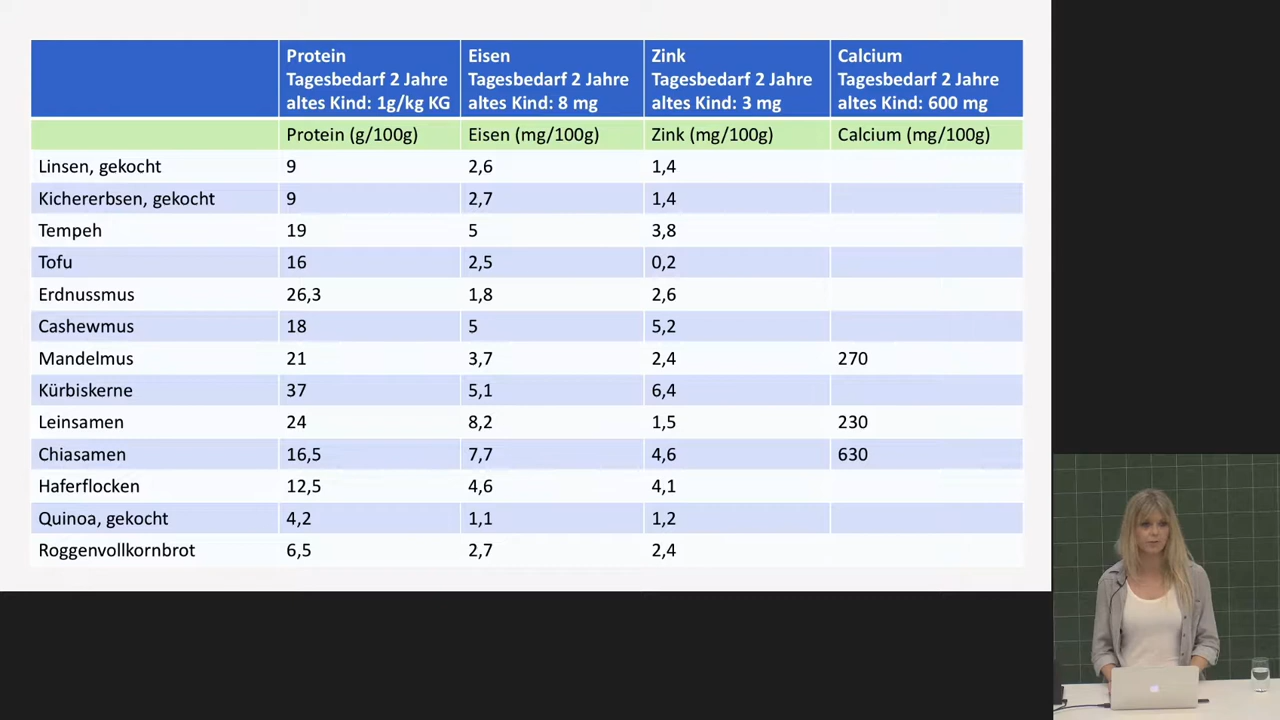 Protein
Tagesbedarf 2 Jahre
altes Kind: 1g/kg KG
Eisen
Tagesbedarf 2 Jahre
altes Kind: 8 mg
Zink
Tagesbedarf 2 Jahre
altes Kind: 3 mg
Calcium
Tagesbedarf 2 Jahre
altes Kind: 600 mg
Protein (g/100g) Eisen (mg/100g) Zink (mg/100g) Calcium (mg/100g)
Linsen, gekocht 9 2,6 1,4
Kichererbsen, gekocht 9 2,7 1,4
Tempeh 19 5 3,8
Tofu 16 2,5 0,2
Erdnussmus 26,3 1,8 2,6
Cashewmus 18 5 5,2
Mandelmus 21 3,7 2,4 270
Kürbiskerne 37 5,1 6,4
Leinsamen 24 8,2 1,5 230
Chiasamen 16,5 7,7 4,6 630
Haferflocken 12,5 4,6 4,1
Quinoa, gekocht 4,2 1,1 1,2
Roggenvollkornbrot 6,5 2,7 2,4